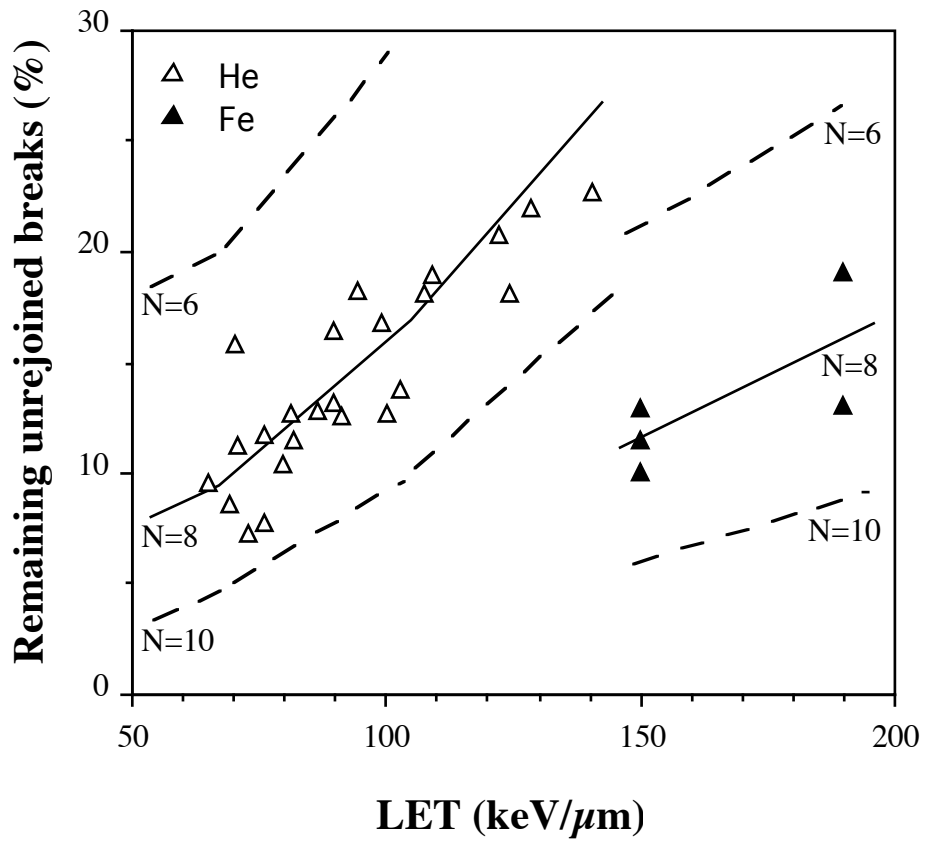 Remaining unrejoined breaks (%)
30
20
10
0
He
Fe
N=6
N=8
N=10
N=6
N=8
N=10
50 100 150 200
LET (keV/µm)